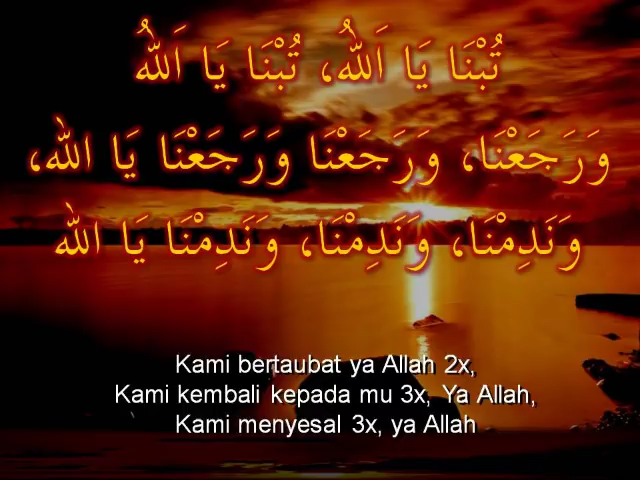 تُبْنَا يَا اَللهُ، تُبْنَا يَا اَللهُ
وَرَجَعْنَا، وَرَجَعْنَا وَرَجَعْنَا يَا الله،
وَنَدِمْنَا، وَنَدِمْنَا، وَنَدِمْنَا يَا الله
Kami bertaubat ya Allah 2x,
Kami kembali kepada mu 3x, Ya Allah,
Kami menyesal 3x, ya Allah